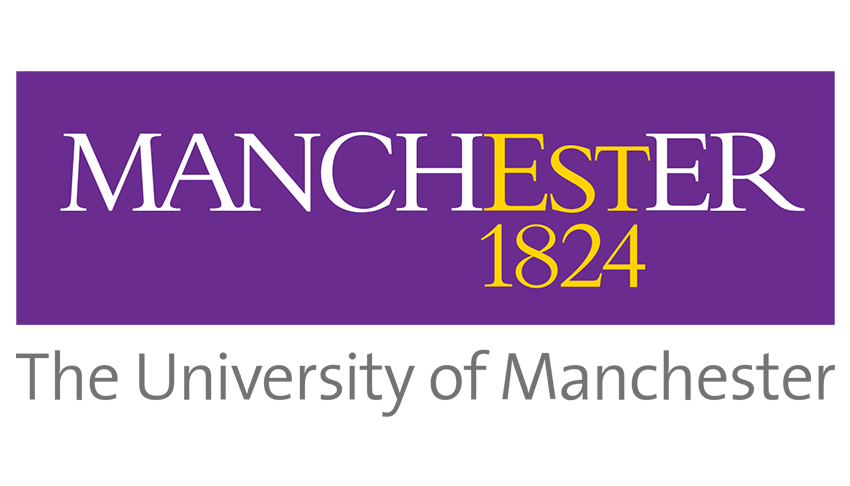 MANCHESTER
1824
The University of Manchester